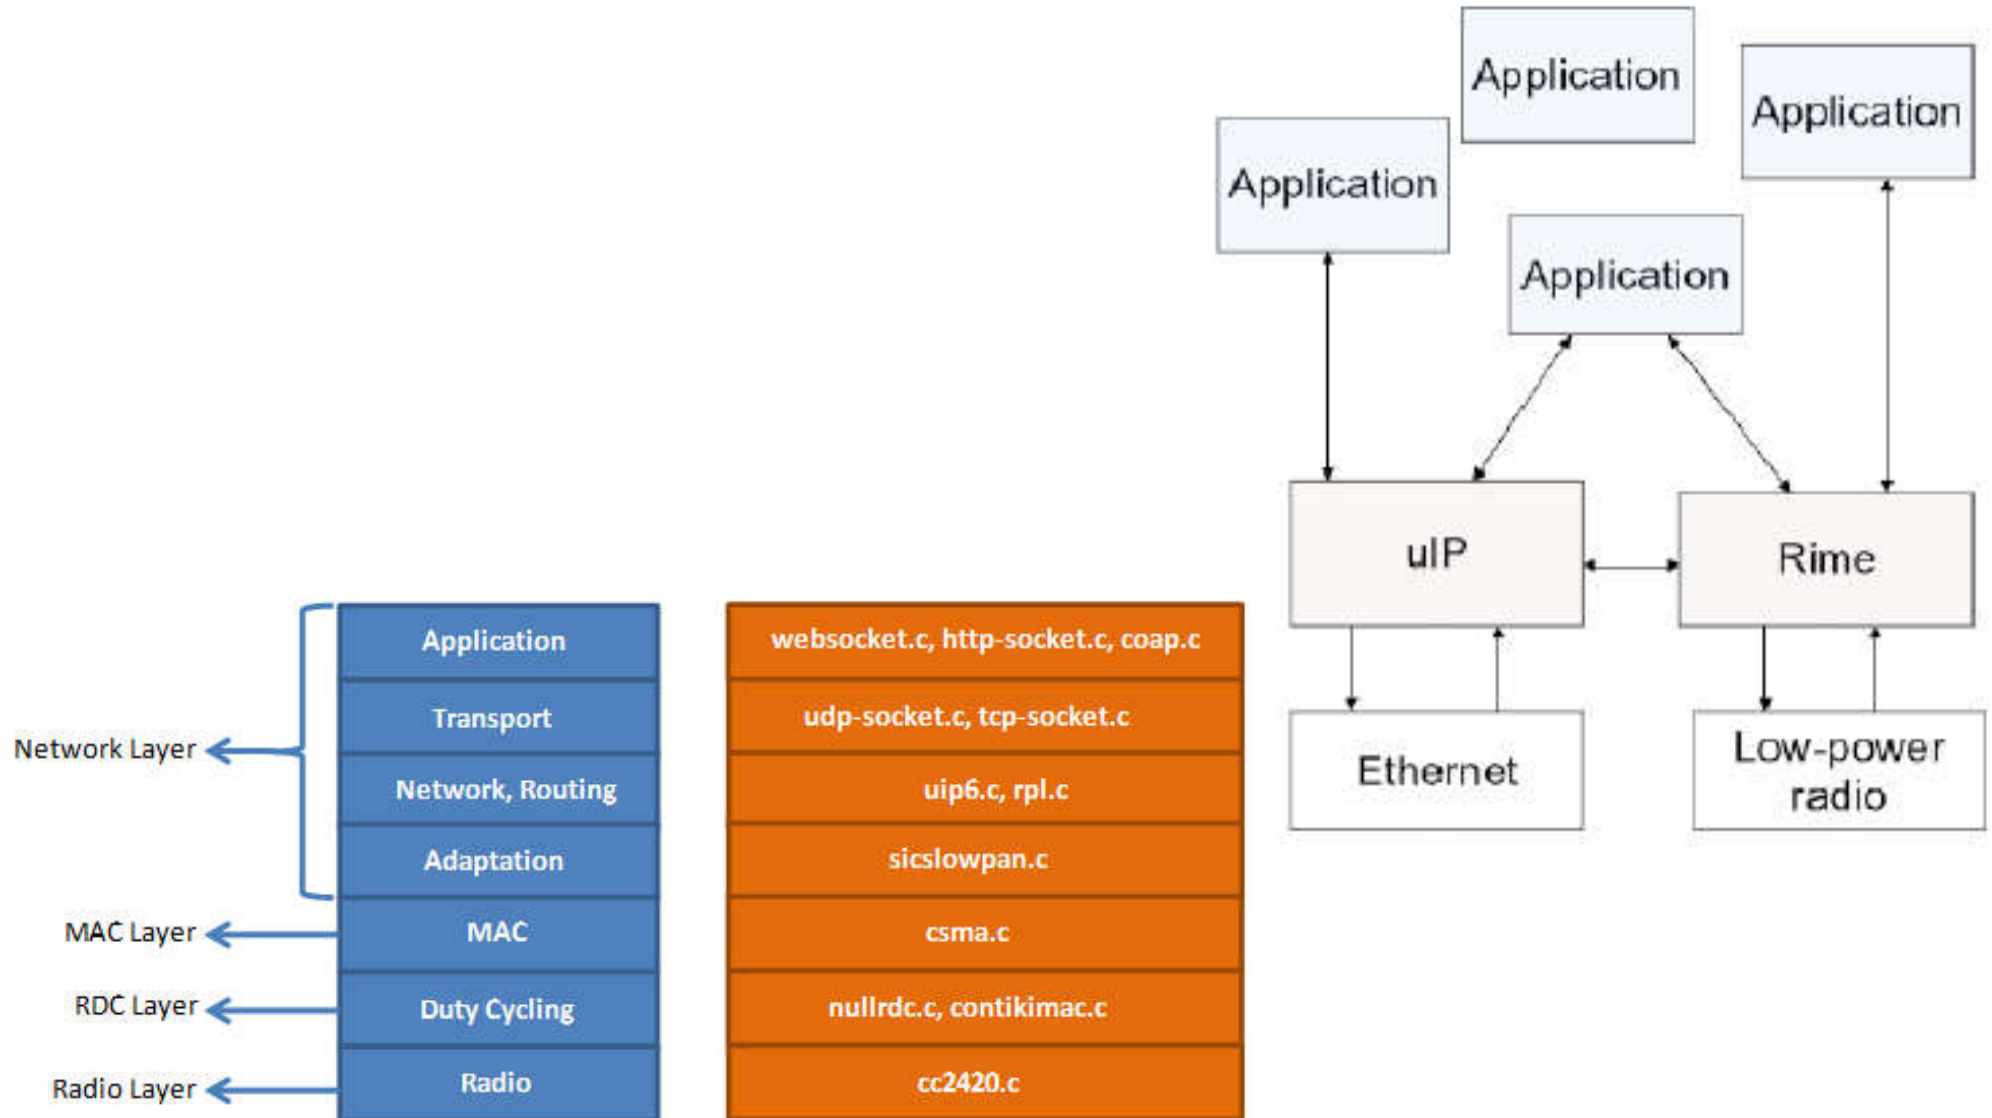 Application
Application
Application
Application
uIP
Rime
Ethernet
Low-power
radio
Network Layer
MAC Layer
RDC Layer
Radio Layer
Application
Transport
Network, Routing
Adaptation
MAC
Duty Cycling
Radio
websocket.c, http-socket.c, coap.c
udp-socket.c, tcp-socket.c
uip6.c, rpl.c
sicslowpan.c
csma.c
nullrdc.c, contikimac.c
cc2420.c